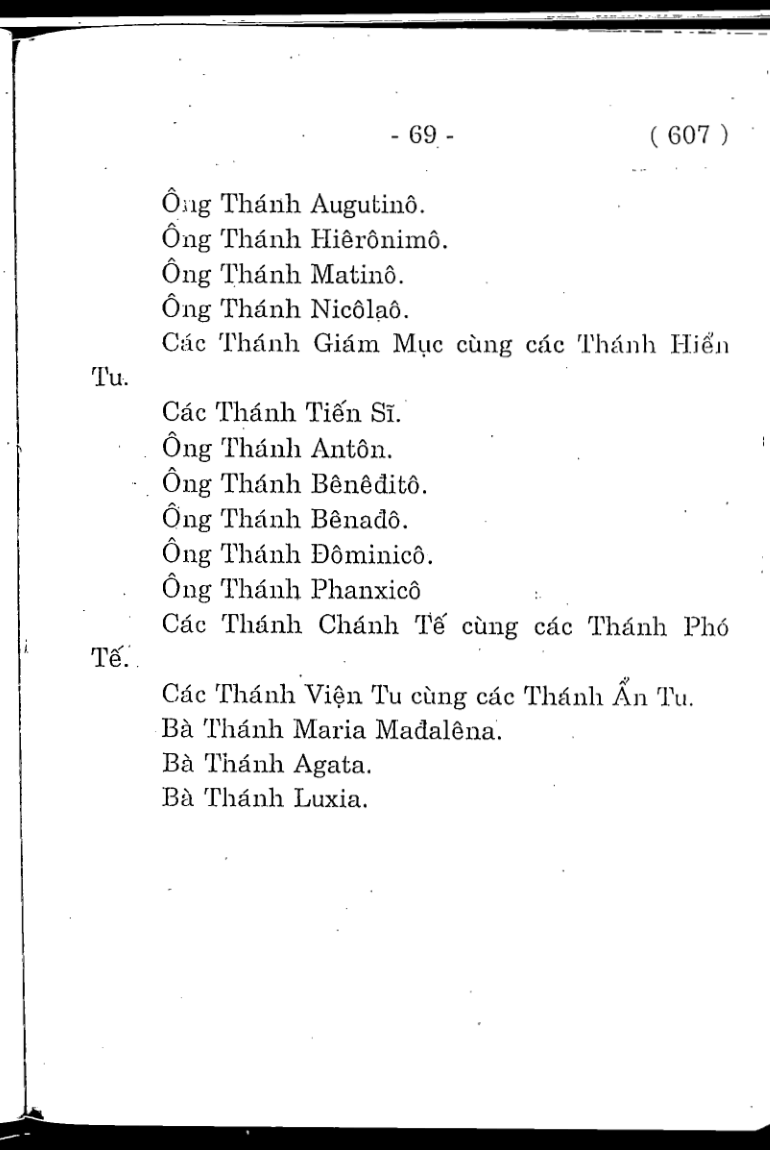 - 69 - ( 607 )
Ông Thánh Augutinô.
Ông Thánh Hiêrônimô.
Ông Thánh Matinô.
Ông Thánh Nicôlaô.
Các Thánh Giám Mục cùng các Thánh Hiển
Tu.
Các Thánh Tiến Sĩ.
Ông Thánh Antôn.
Ông Thánh Bênêđitô.
Ông Thánh Bênađô.
Ông Thánh Đôminicô.
Ông Thánh Phanxicô
Các Thánh Chánh Tế cùng các Thánh Phó
Tế.
Các Thánh Viện Tu cùng các Thánh Ẩn Tu.
Bà Thánh Maria Mađalêna.
Bà Thánh Agata.
Bà Thánh Luxia.